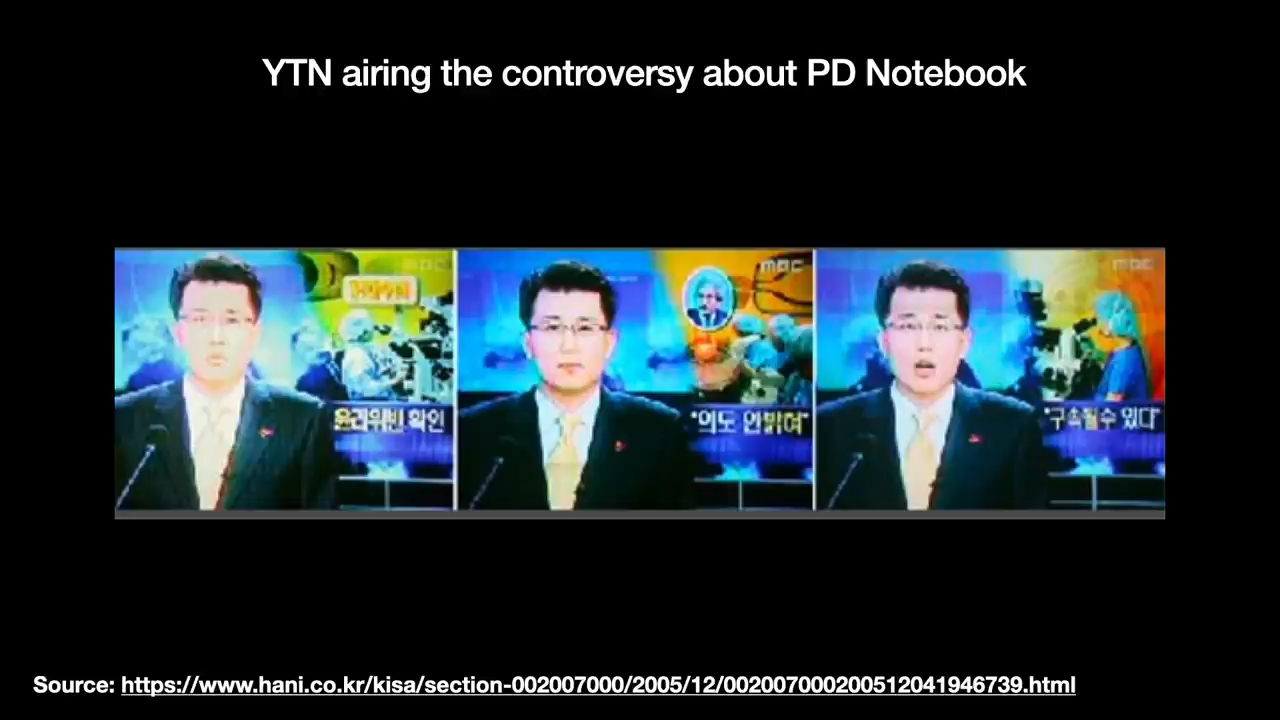 YTN airing the controversy about PD Notebook
MBC
MBC
MBC
윤리위반 확인
"의도 안밝혀"
"구속될수 있다"
Source: https://www.hani.co.kr/kisa/section-002007000/2005/12/002007000200512041946739.html